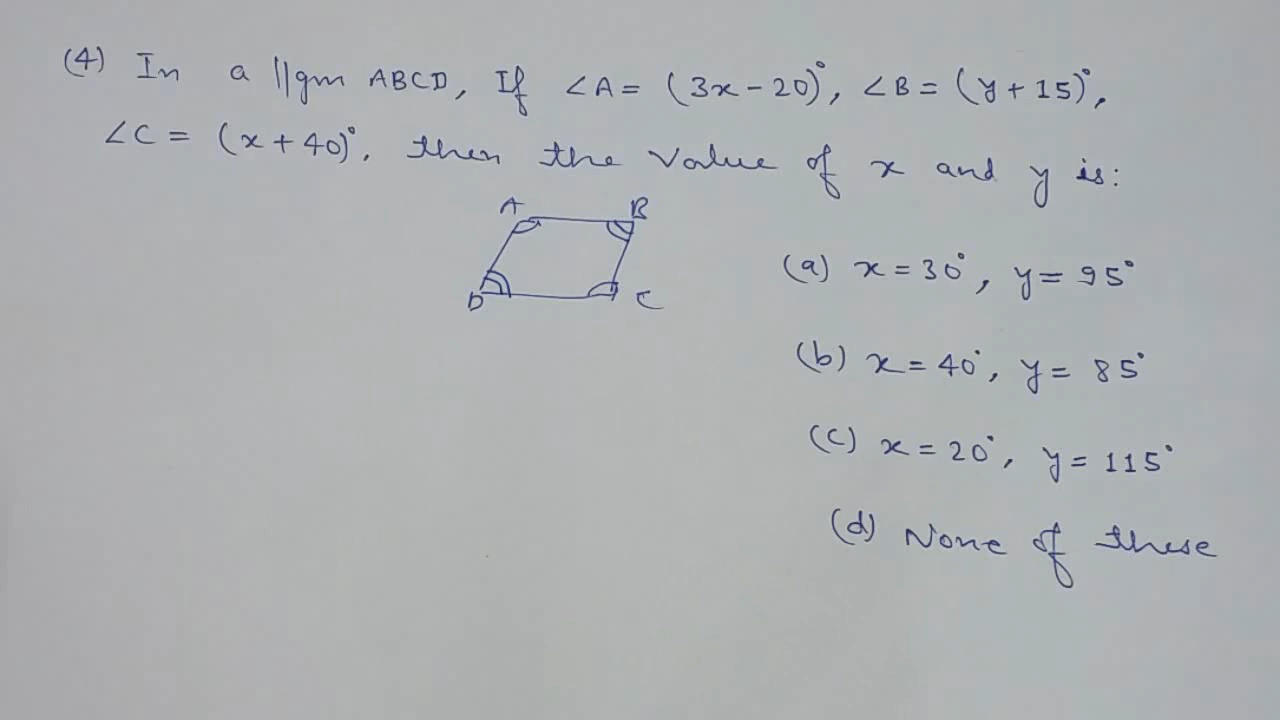 (4) In a ||gm ABCD, If ∠A = (3x - 20)°, ∠B = (y + 15)°,
∠C = (x + 40)°, then the value of x and y is:
A B
D C
(a) x = 30°, y = 95°
(b) x = 40°, y = 85°
(c) x = 20°, y = 115°
(d) None of these